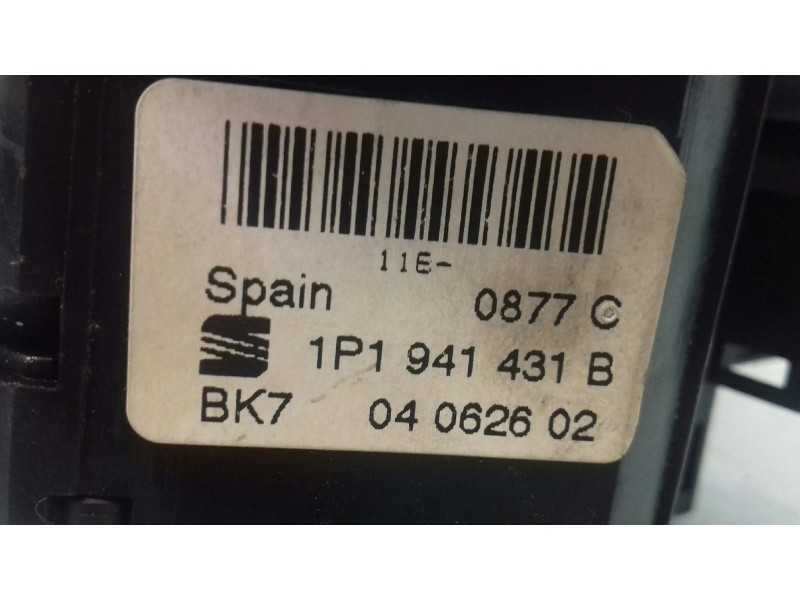 11E-
Spain 0877 C
1P1 941 431 B
BK7 04 0626 02